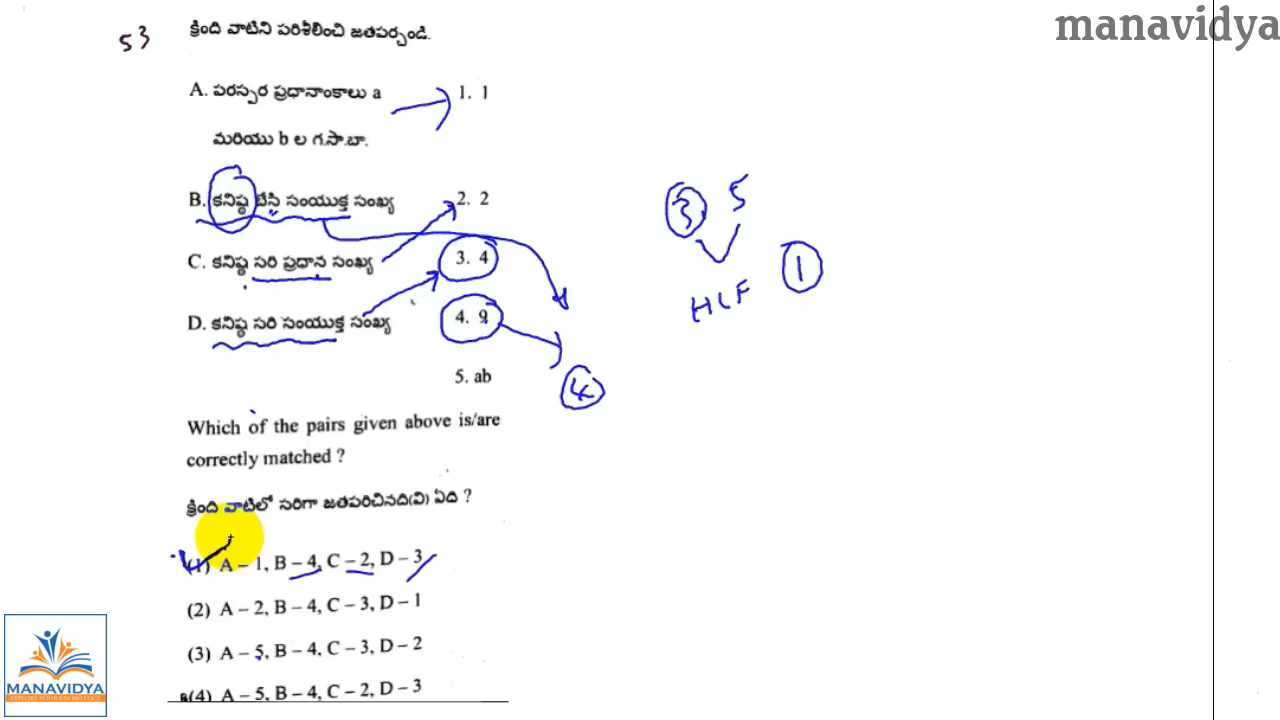 manavidya
53 క్రింది వాటిని పరిశీలించి జతపర్చండి.
A. పరస్పర ప్రధానాంకాలు a 1. 1
మరియు b ల గ.సా.బా.
B. కనిష్ఠ బేసి సంయుక్త సంఖ్య 2. 2
3 5
C. కనిష్ఠ సరి ప్రధాన సంఖ్య 3. 4
HCF 1
D. కనిష్ఠ సరి సంయుక్త సంఖ్య 4. 9
5. ab
4
Which of the pairs given above is/are
correctly matched ?
క్రింది వాటిలో సరిగా జతపరిచినది(వి) ఏది ?
(1) A – 1, B – 4, C – 2, D – 3
(2) A – 2, B – 4, C – 3, D – 1
(3) A – 5, B – 4, C – 3, D – 2
(4) A – 5, B – 4, C – 2, D – 3
MANAVIDYA